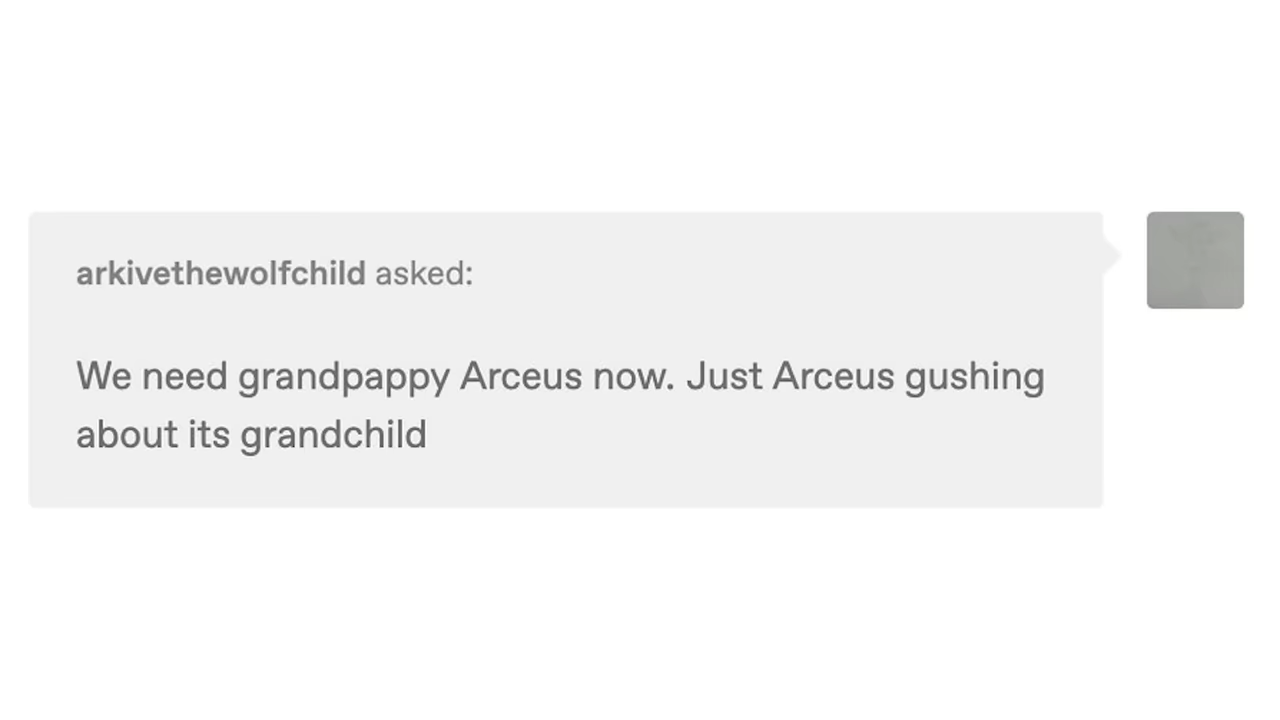 arkivethewolfchild asked:
We need grandpappy Arceus now. Just Arceus gushing
about its grandchild